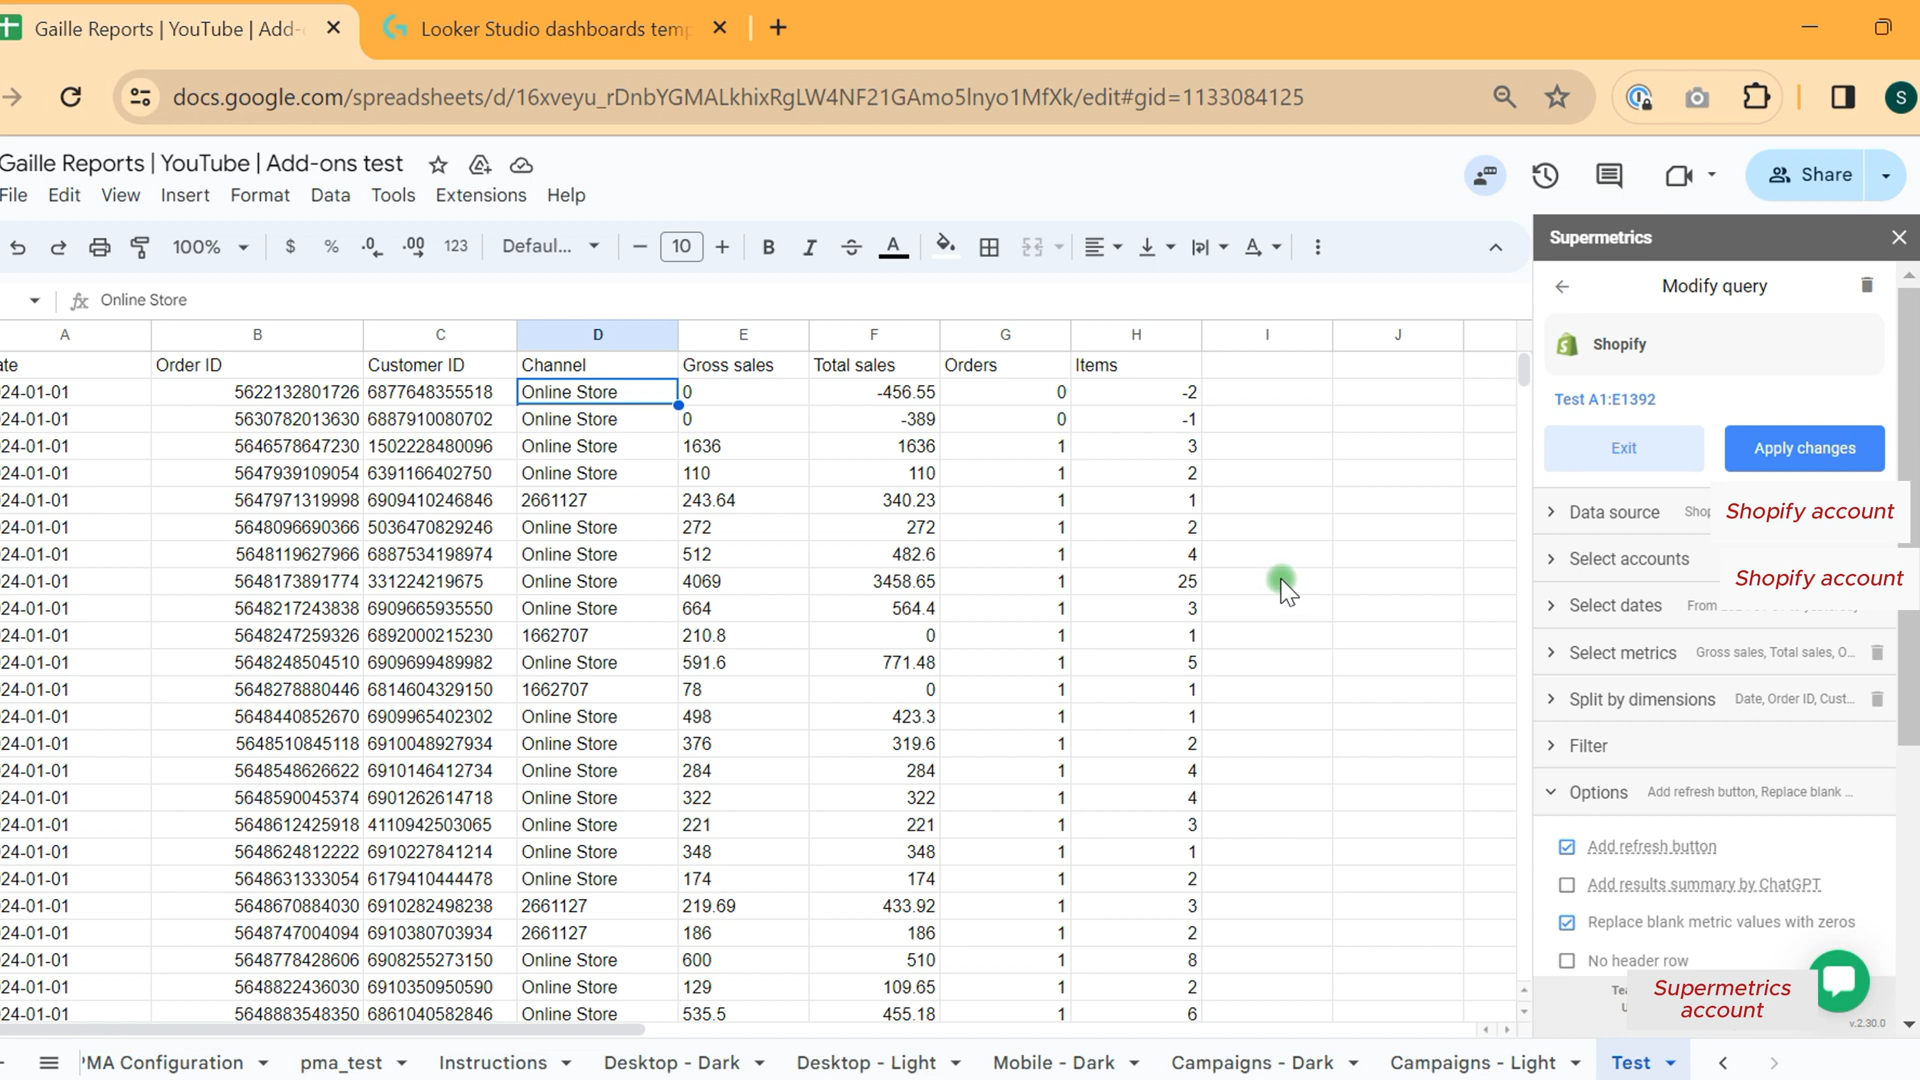 Gaille Reports | YouTube | Add-
Looker Studio dashboards temp
docs.google.com/spreadsheets/d/16xveyu_rDnbYGMALkhixRgLW4NF21GAmo5lnyo1MfXk/edit#gid=1133084125
S
Gaille Reports | YouTube | Add-ons test
File Edit View Insert Format Data Tools Extensions Help
Share
100% $ % .0 .00 123 Defaul... 10 B I A A
Supermetrics
Modify query
fx Online Store
Shopify
A B C D E F G H I J
ate Order ID Customer ID Channel Gross sales Total sales Orders Items
24-01-01 5622132801726 6877648355518 Online Store 0 -456.55 0 -2
24-01-01 5630782013630 6887910080702 Online Store 0 -389 0 -1
24-01-01 5646578647230 1502228480096 Online Store 1636 1636 1 3
24-01-01 5647939109054 6391166402750 Online Store 110 110 1 2
24-01-01 5647971319998 6909410246846 2661127 243.64 340.23 1 1
24-01-01 5648096690366 5036470829246 Online Store 272 272 1 2
24-01-01 5648119627966 6887534198974 Online Store 512 482.6 1 4
24-01-01 5648173891774 331224219675 Online Store 4069 3458.65 1 25
24-01-01 5648217243838 6909665935550 Online Store 664 564.4 1 3
24-01-01 5648247259326 6892000215230 1662707 210.8 0 1 1
24-01-01 5648248504510 6909699489982 Online Store 591.6 771.48 1 5
24-01-01 5648278880446 6814604329150 1662707 78 0 1 1
24-01-01 5648440852670 6909965402302 Online Store 498 423.3 1 1
24-01-01 5648510845118 6910048927934 Online Store 376 319.6 1 2
24-01-01 5648548626622 6910146412734 Online Store 284 284 1 4
24-01-01 5648590045374 6901262614718 Online Store 322 322 1 4
24-01-01 5648612425918 4110942503065 Online Store 221 221 1 3
24-01-01 5648624812222 6910227841214 Online Store 348 348 1 1
24-01-01 5648631333054 6179410444478 Online Store 174 174 1 2
24-01-01 5648670884030 6910282498238 2661127 219.69 433.92 1 3
24-01-01 5648747004094 6910380703934 2661127 186 186 1 2
24-01-01 5648778428606 6908255273150 Online Store 600 510 1 8
24-01-01 5648822436030 6910350950590 Online Store 129 109.65 1 2
24-01-01 5648883548350 6861040582846 Online Store 535.5 455.18 1 6
Test A1:E1392
Exit Apply changes
Data source Shop Shopify account
Select accounts Shopify account
Select dates From
Select metrics Gross sales, Total sales, O...
Split by dimensions Date, Order ID, Cust...
Filter
Options Add refresh button, Replace blank ...
Add refresh button
Add results summary by ChatGPT
Replace blank metric values with zeros
No header row
Supermetrics
account
v.2.30.0
PMA Configuration pma_test Instructions Desktop - Dark Desktop - Light Mobile - Dark Campaigns - Dark Campaigns - Light Test